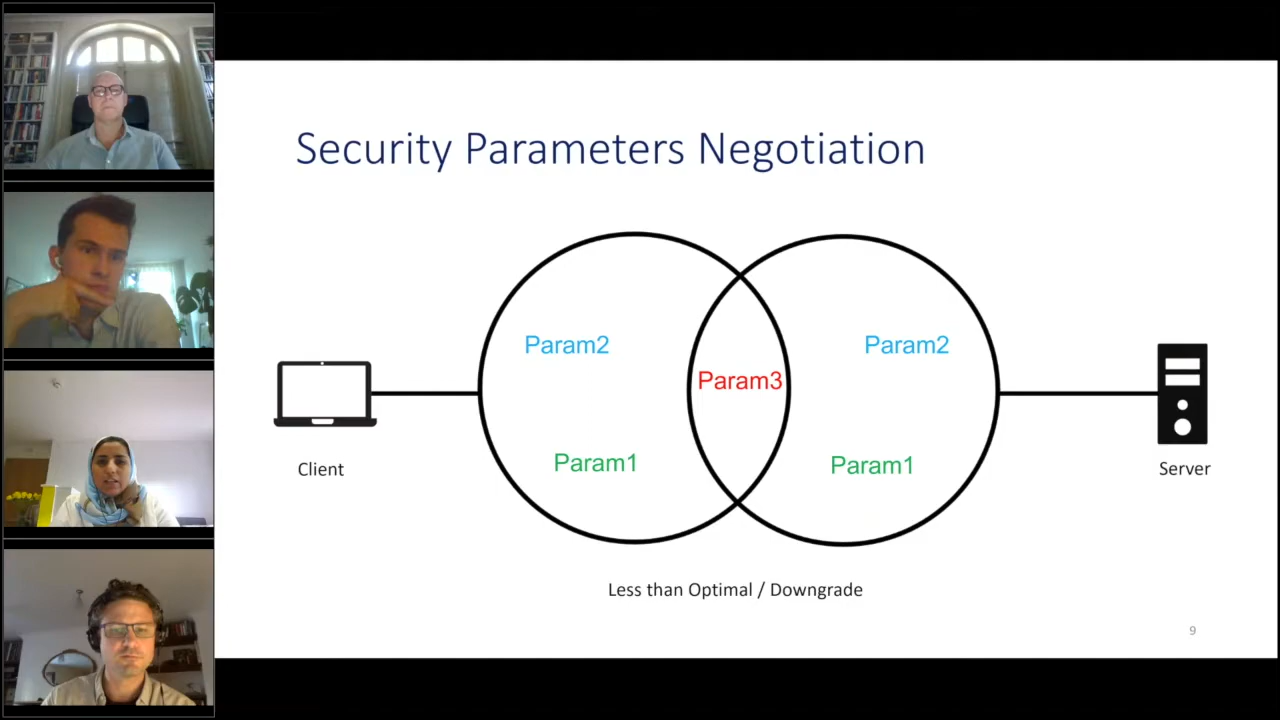 Security Parameters Negotiation
Param2
Param2
Param3
Param1
Param1
Client
Server
Less than Optimal / Downgrade
9